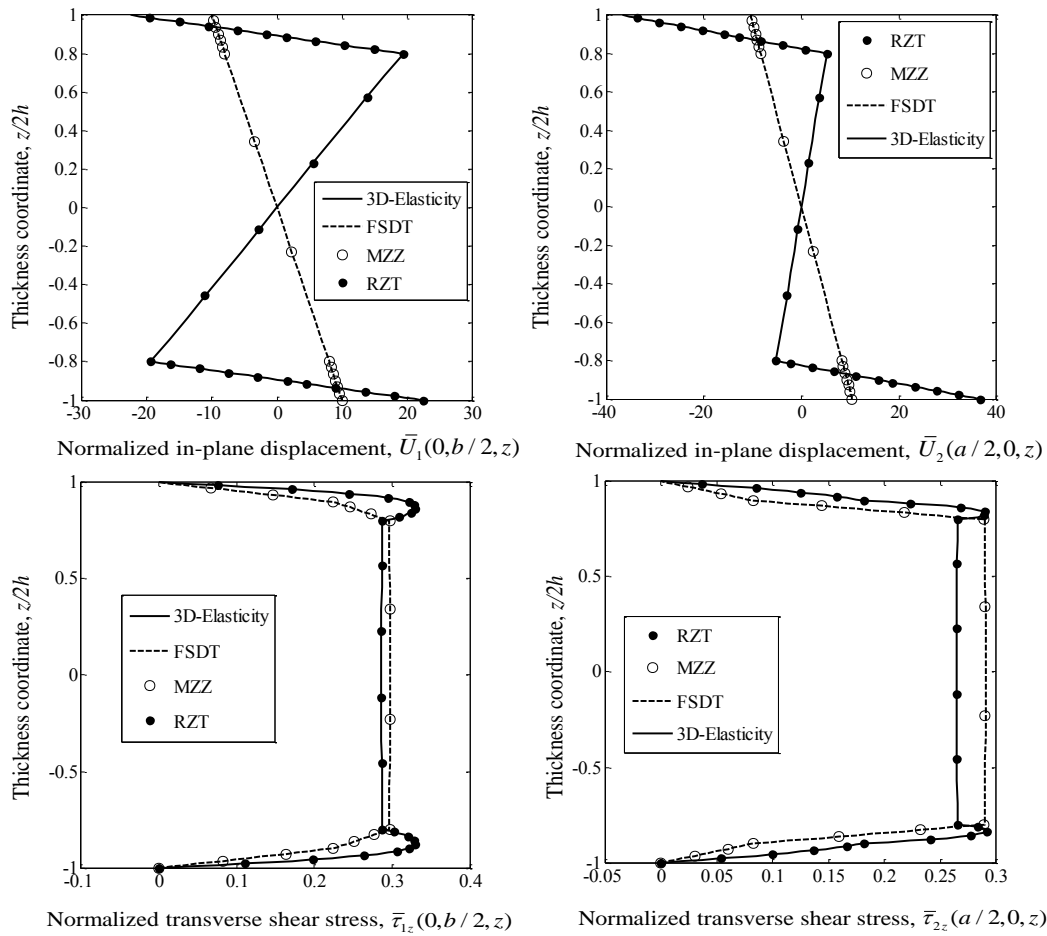 1
0.8
0.6
0.4
0.2
0
-0.2
-0.4
-0.6
-0.8
-1
Thickness coordinate, z/2h
3D-Elasticity
FSDT
MZZ
RZT
-30 -20 -10 0 10 20 30
Normalized in-plane displacement, U̅₁(0,b/2,z)
1
0.8
0.6
0.4
0.2
0
-0.2
-0.4
-0.6
-0.8
-1
Thickness coordinate, z/2h
RZT
MZZ
FSDT
3D-Elasticity
-40 -20 0 20 40
Normalized in-plane displacement, U̅₂(a/2,0,z)
1
0.5
0
-0.5
-1
Thickness coordinate, z/2h
3D-Elasticity
FSDT
MZZ
RZT
-0.1 0 0.1 0.2 0.3 0.4
Normalized transverse shear stress, τ̅₁z(0,b/2,z)
1
0.5
0
-0.5
-1
Thickness coordinate, z/2h
RZT
MZZ
FSDT
3D-Elasticity
-0.05 0 0.05 0.1 0.15 0.2 0.25 0.3
Normalized transverse shear stress, τ̅₂z(a/2,0,z)